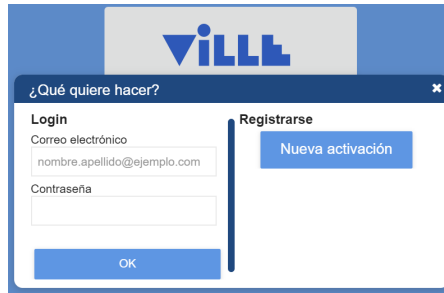 ViLLE
¿Qué quiere hacer?
✖
Login
Correo electrónico
nombre.apellido@ejemplo.com
Contraseña
OK
Registrarse
Nueva activación